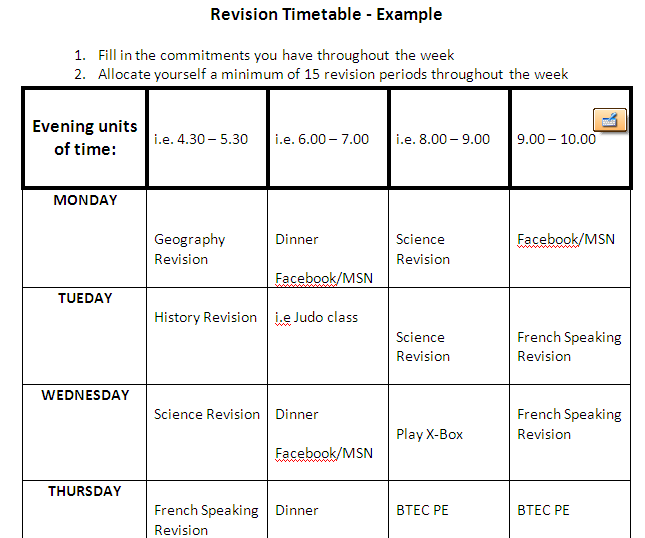 Revision Timetable - Example
1. Fill in the commitments you have throughout the week
2. Allocate yourself a minimum of 15 revision periods throughout the week
Evening units of time: i.e. 4.30 – 5.30 i.e. 6.00 – 7.00 i.e. 8.00 – 9.00 9.00 – 10.00
MONDAY
Geography Dinner Science Facebook/MSN
Revision Revision
Facebook/MSN
TUEDAY
History Revision i.e Judo class
Science French Speaking
Revision Revision
WEDNESDAY
Science Revision Dinner French Speaking
Play X-Box Revision
Facebook/MSN
THURSDAY
French Speaking Dinner BTEC PE BTEC PE
Revision